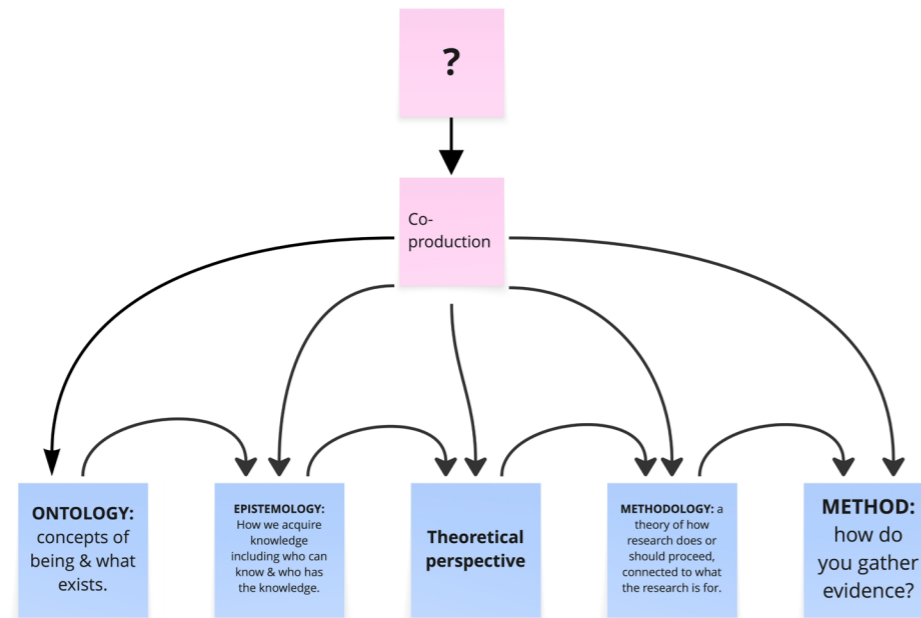 ?
Co-
production
ONTOLOGY:
concepts of
being & what
exists.
EPISTEMOLOGY:
How we acquire
knowledge
including who can
know & who has
the knowledge.
Theoretical
perspective
METHODOLOGY: a
theory of how
research does or
should proceed,
connected to what
the research is for.
METHOD:
how do
you gather
evidence?